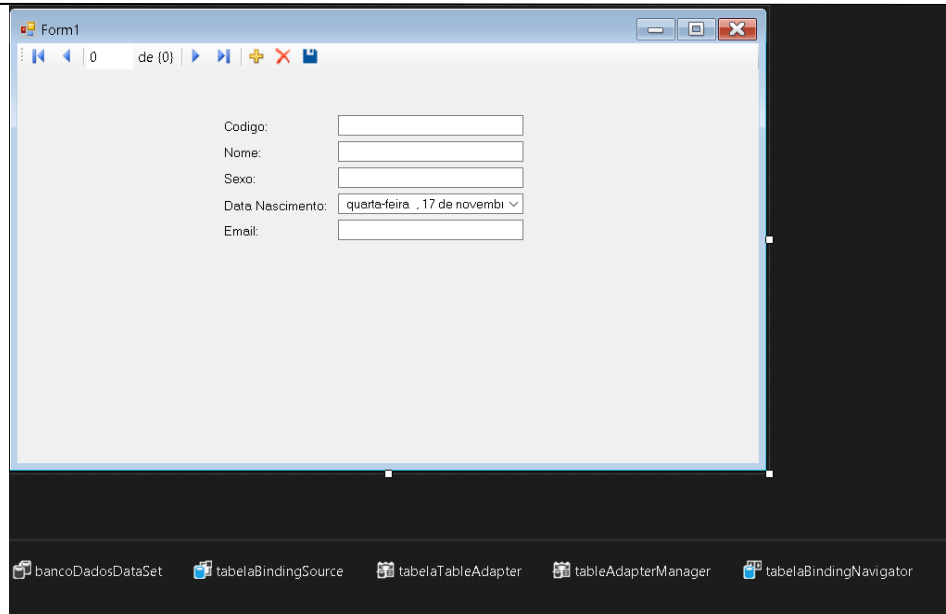 Form1
0 de {0}
Codigo:
Nome:
Sexo:
Data Nascimento: quarta-feira , 17 de novembi
Email:
bancoDadosDataSet tabelaBindingSource tabelaTableAdapter tableAdapterManager tabelaBindingNavigator